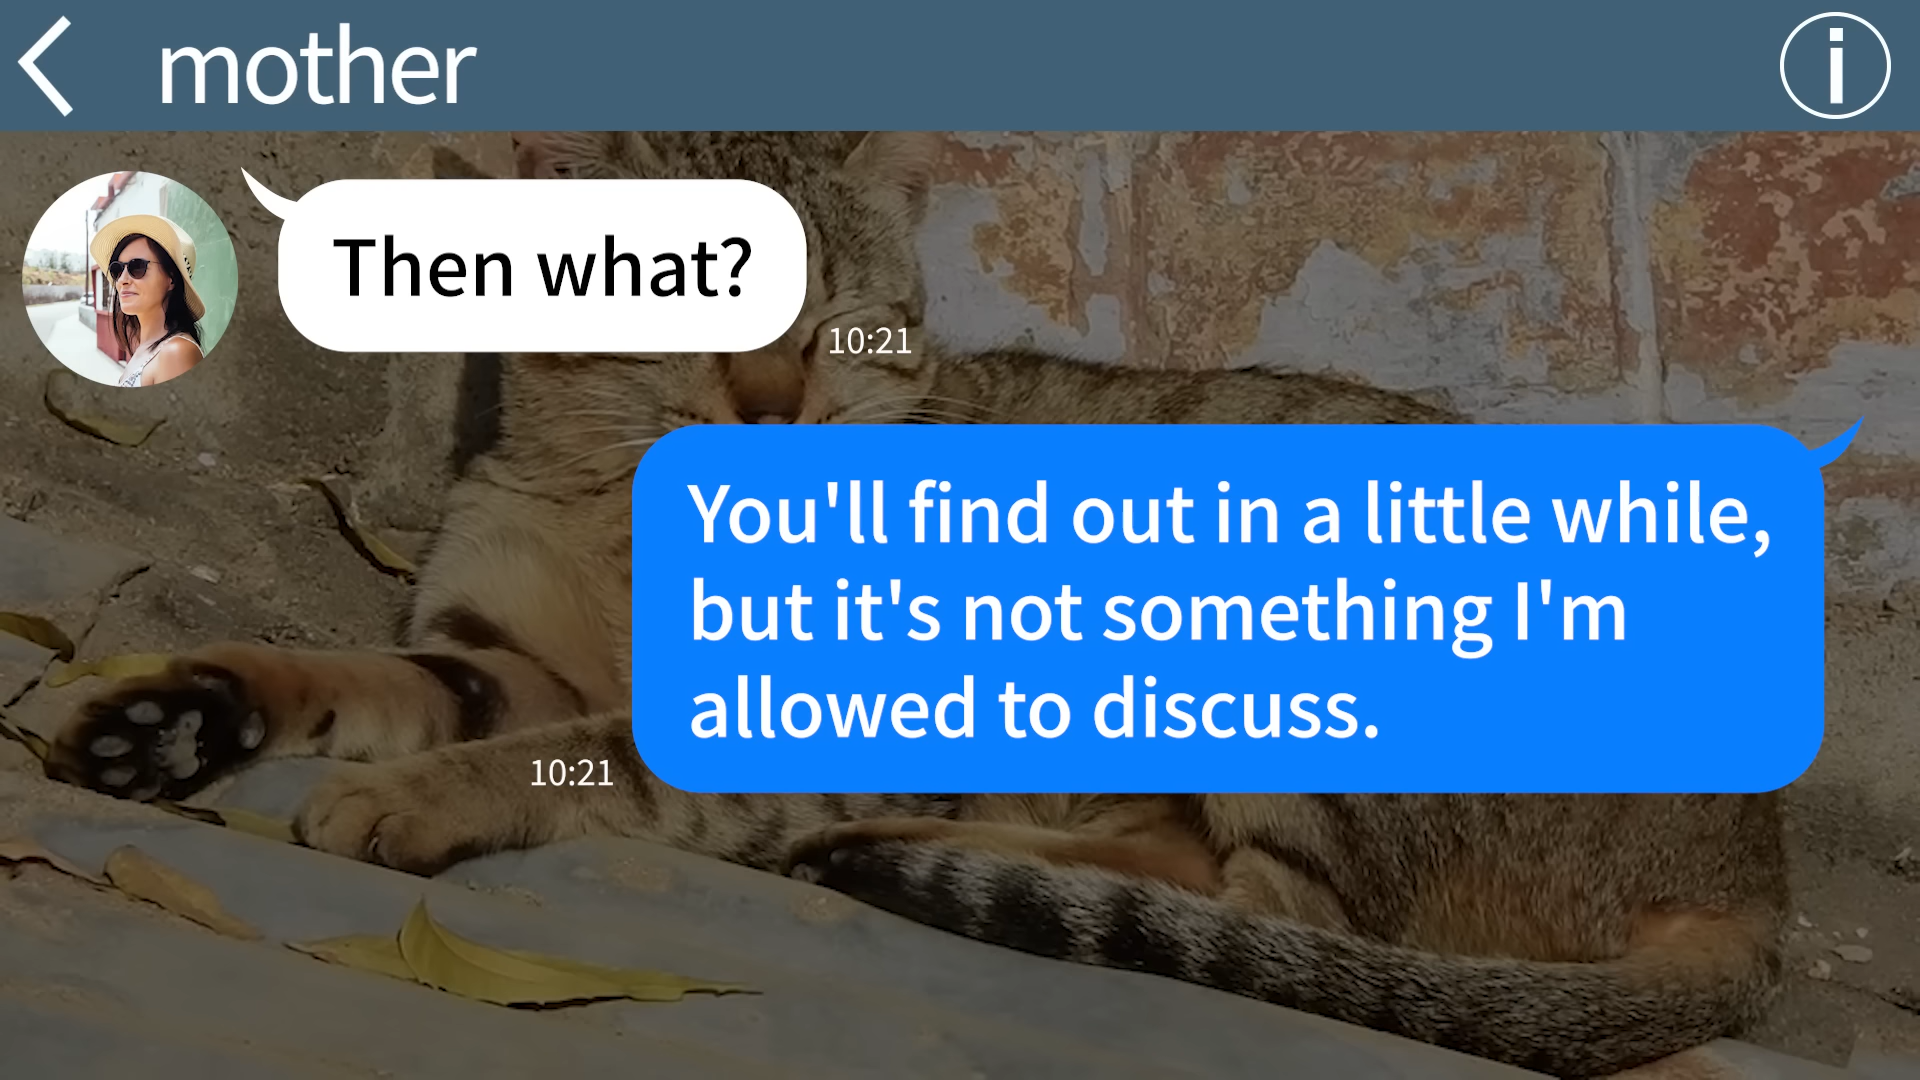 mother
Then what?
10:21
You'll find out in a little while,
but it's not something I'm
allowed to discuss.
10:21